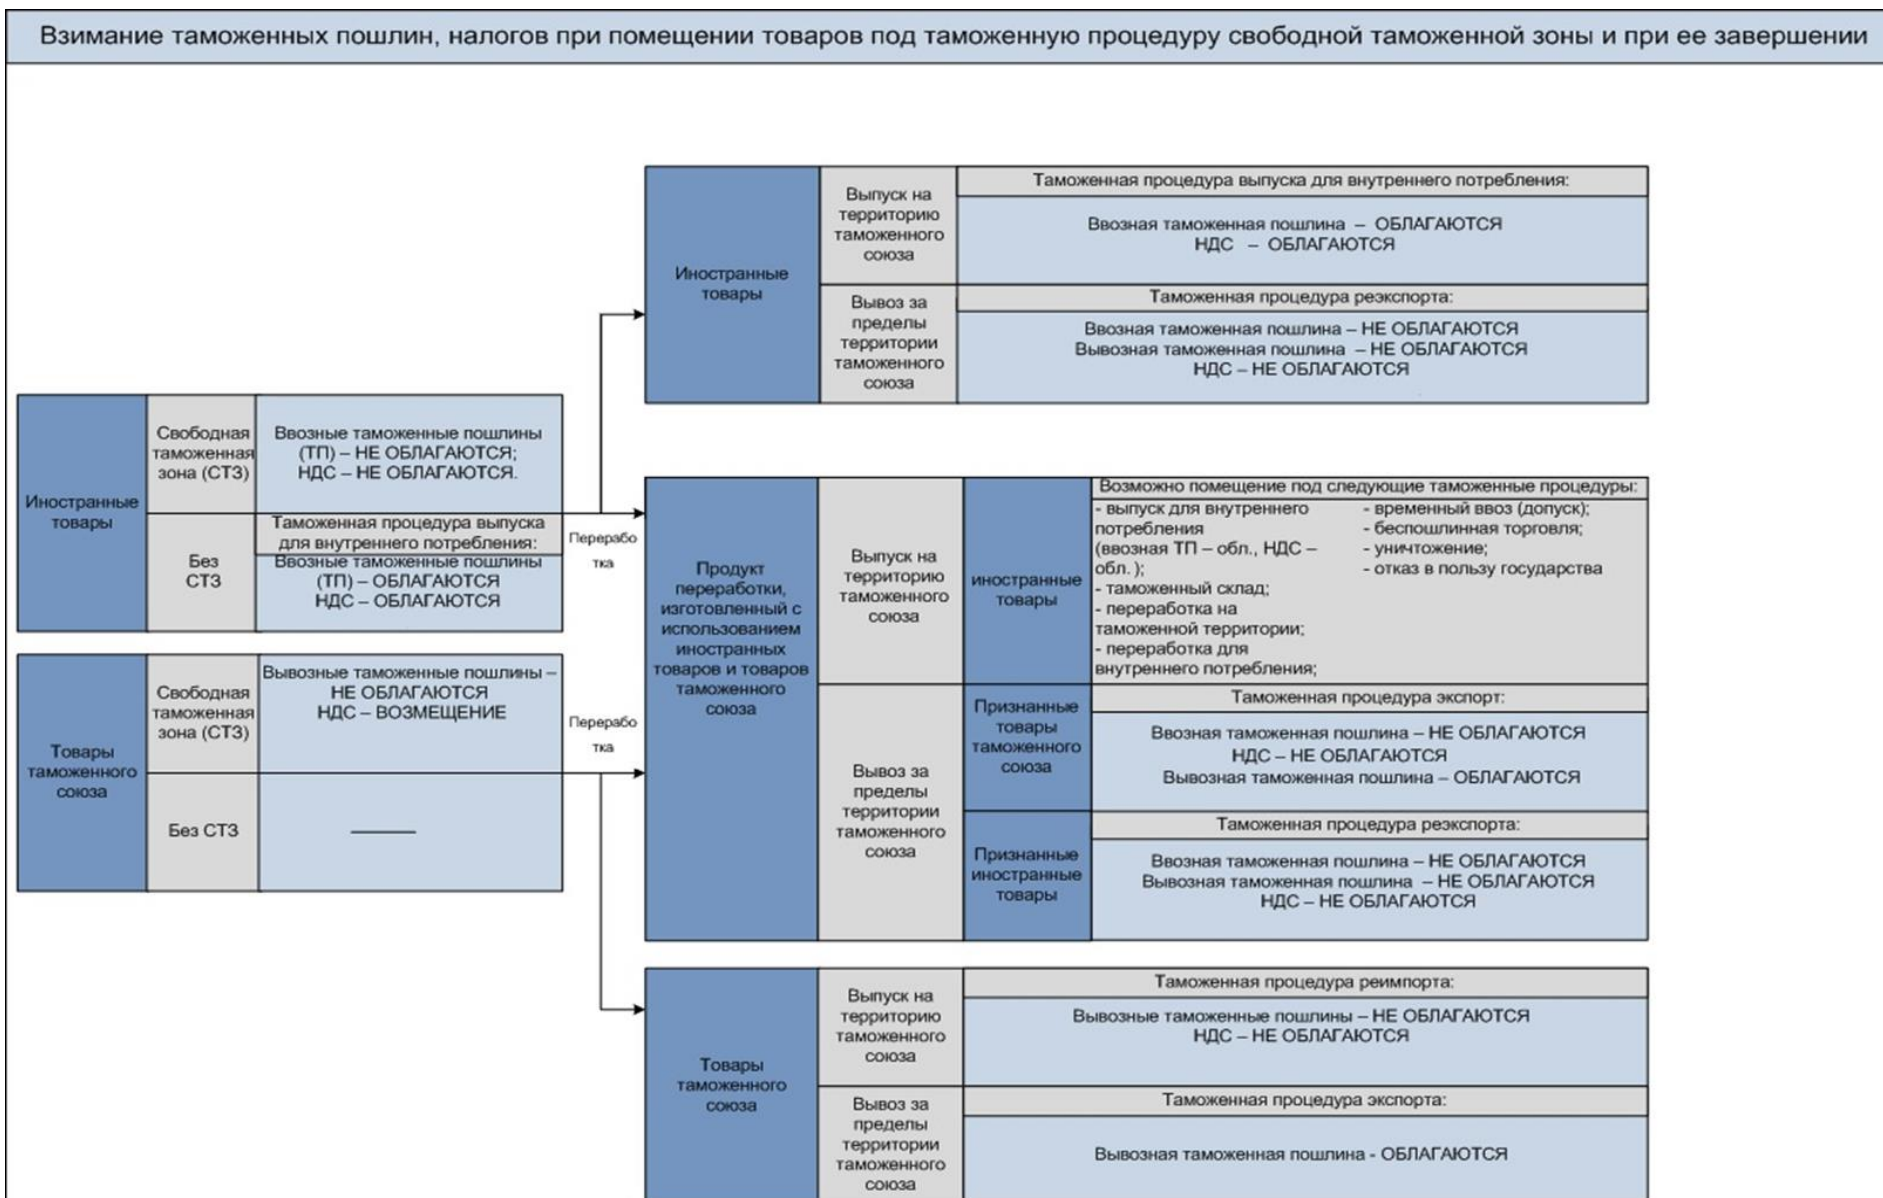 Взимание таможенных пошлин, налогов при помещении товаров под таможенную процедуру свободной таможенной зоны и при ее завершении
Иностранные
товары
Свободная
таможенная
зона (СТЗ)
Ввозные таможенные пошлины
(ТП) – НЕ ОБЛАГАЮТСЯ;
НДС – НЕ ОБЛАГАЮТСЯ.
Без
СТЗ
Таможенная процедура выпуска
для внутреннего потребления:
Ввозные таможенные пошлины
(ТП) – ОБЛАГАЮТСЯ
НДС – ОБЛАГАЮТСЯ
Товары
таможенного
союза
Свободная
таможенная
зона (СТЗ)
Вывозные таможенные пошлины –
НЕ ОБЛАГАЮТСЯ
НДС – ВОЗМЕЩЕНИЕ
Без СТЗ
Перерабо
тка
Перерабо
тка
Иностранные
товары
Выпуск на
территорию
таможенного
союза
Таможенная процедура выпуска для внутреннего потребления:
Ввозная таможенная пошлина – ОБЛАГАЮТСЯ
НДС – ОБЛАГАЮТСЯ
Вывоз за
пределы
территории
таможенного
союза
Таможенная процедура реэкспорта:
Ввозная таможенная пошлина – НЕ ОБЛАГАЮТСЯ
Вывозная таможенная пошлина – НЕ ОБЛАГАЮТСЯ
НДС – НЕ ОБЛАГАЮТСЯ
Продукт
переработки,
изготовленный с
использованием
иностранных
товаров и товаров
таможенного
союза
Выпуск на
территорию
таможенного
союза
иностранные
товары
Возможно помещение под следующие таможенные процедуры:
- выпуск для внутреннего
потребления
(ввозная ТП – обл., НДС –
обл. );
- таможенный склад;
- переработка на
таможенной территории;
- переработка для
внутреннего потребления;
- временный ввоз (допуск);
- беспошлинная торговля;
- уничтожение;
- отказ в пользу государства
Вывоз за
пределы
территории
таможенного
союза
Признанные
товары
таможенного
союза
Таможенная процедура экспорт:
Ввозная таможенная пошлина – НЕ ОБЛАГАЮТСЯ
НДС – НЕ ОБЛАГАЮТСЯ
Вывозная таможенная пошлина – ОБЛАГАЮТСЯ
Признанные
иностранные
товары
Таможенная процедура реэкспорта:
Ввозная таможенная пошлина – НЕ ОБЛАГАЮТСЯ
Вывозная таможенная пошлина – НЕ ОБЛАГАЮТСЯ
НДС – НЕ ОБЛАГАЮТСЯ
Товары
таможенного
союза
Выпуск на
территорию
таможенного
союза
Таможенная процедура реимпорта:
Вывозные таможенные пошлины – НЕ ОБЛАГАЮТСЯ
НДС – НЕ ОБЛАГАЮТСЯ
Вывоз за
пределы
территории
таможенного
союза
Таможенная процедура экспорта:
Вывозная таможенная пошлина - ОБЛАГАЮТСЯ